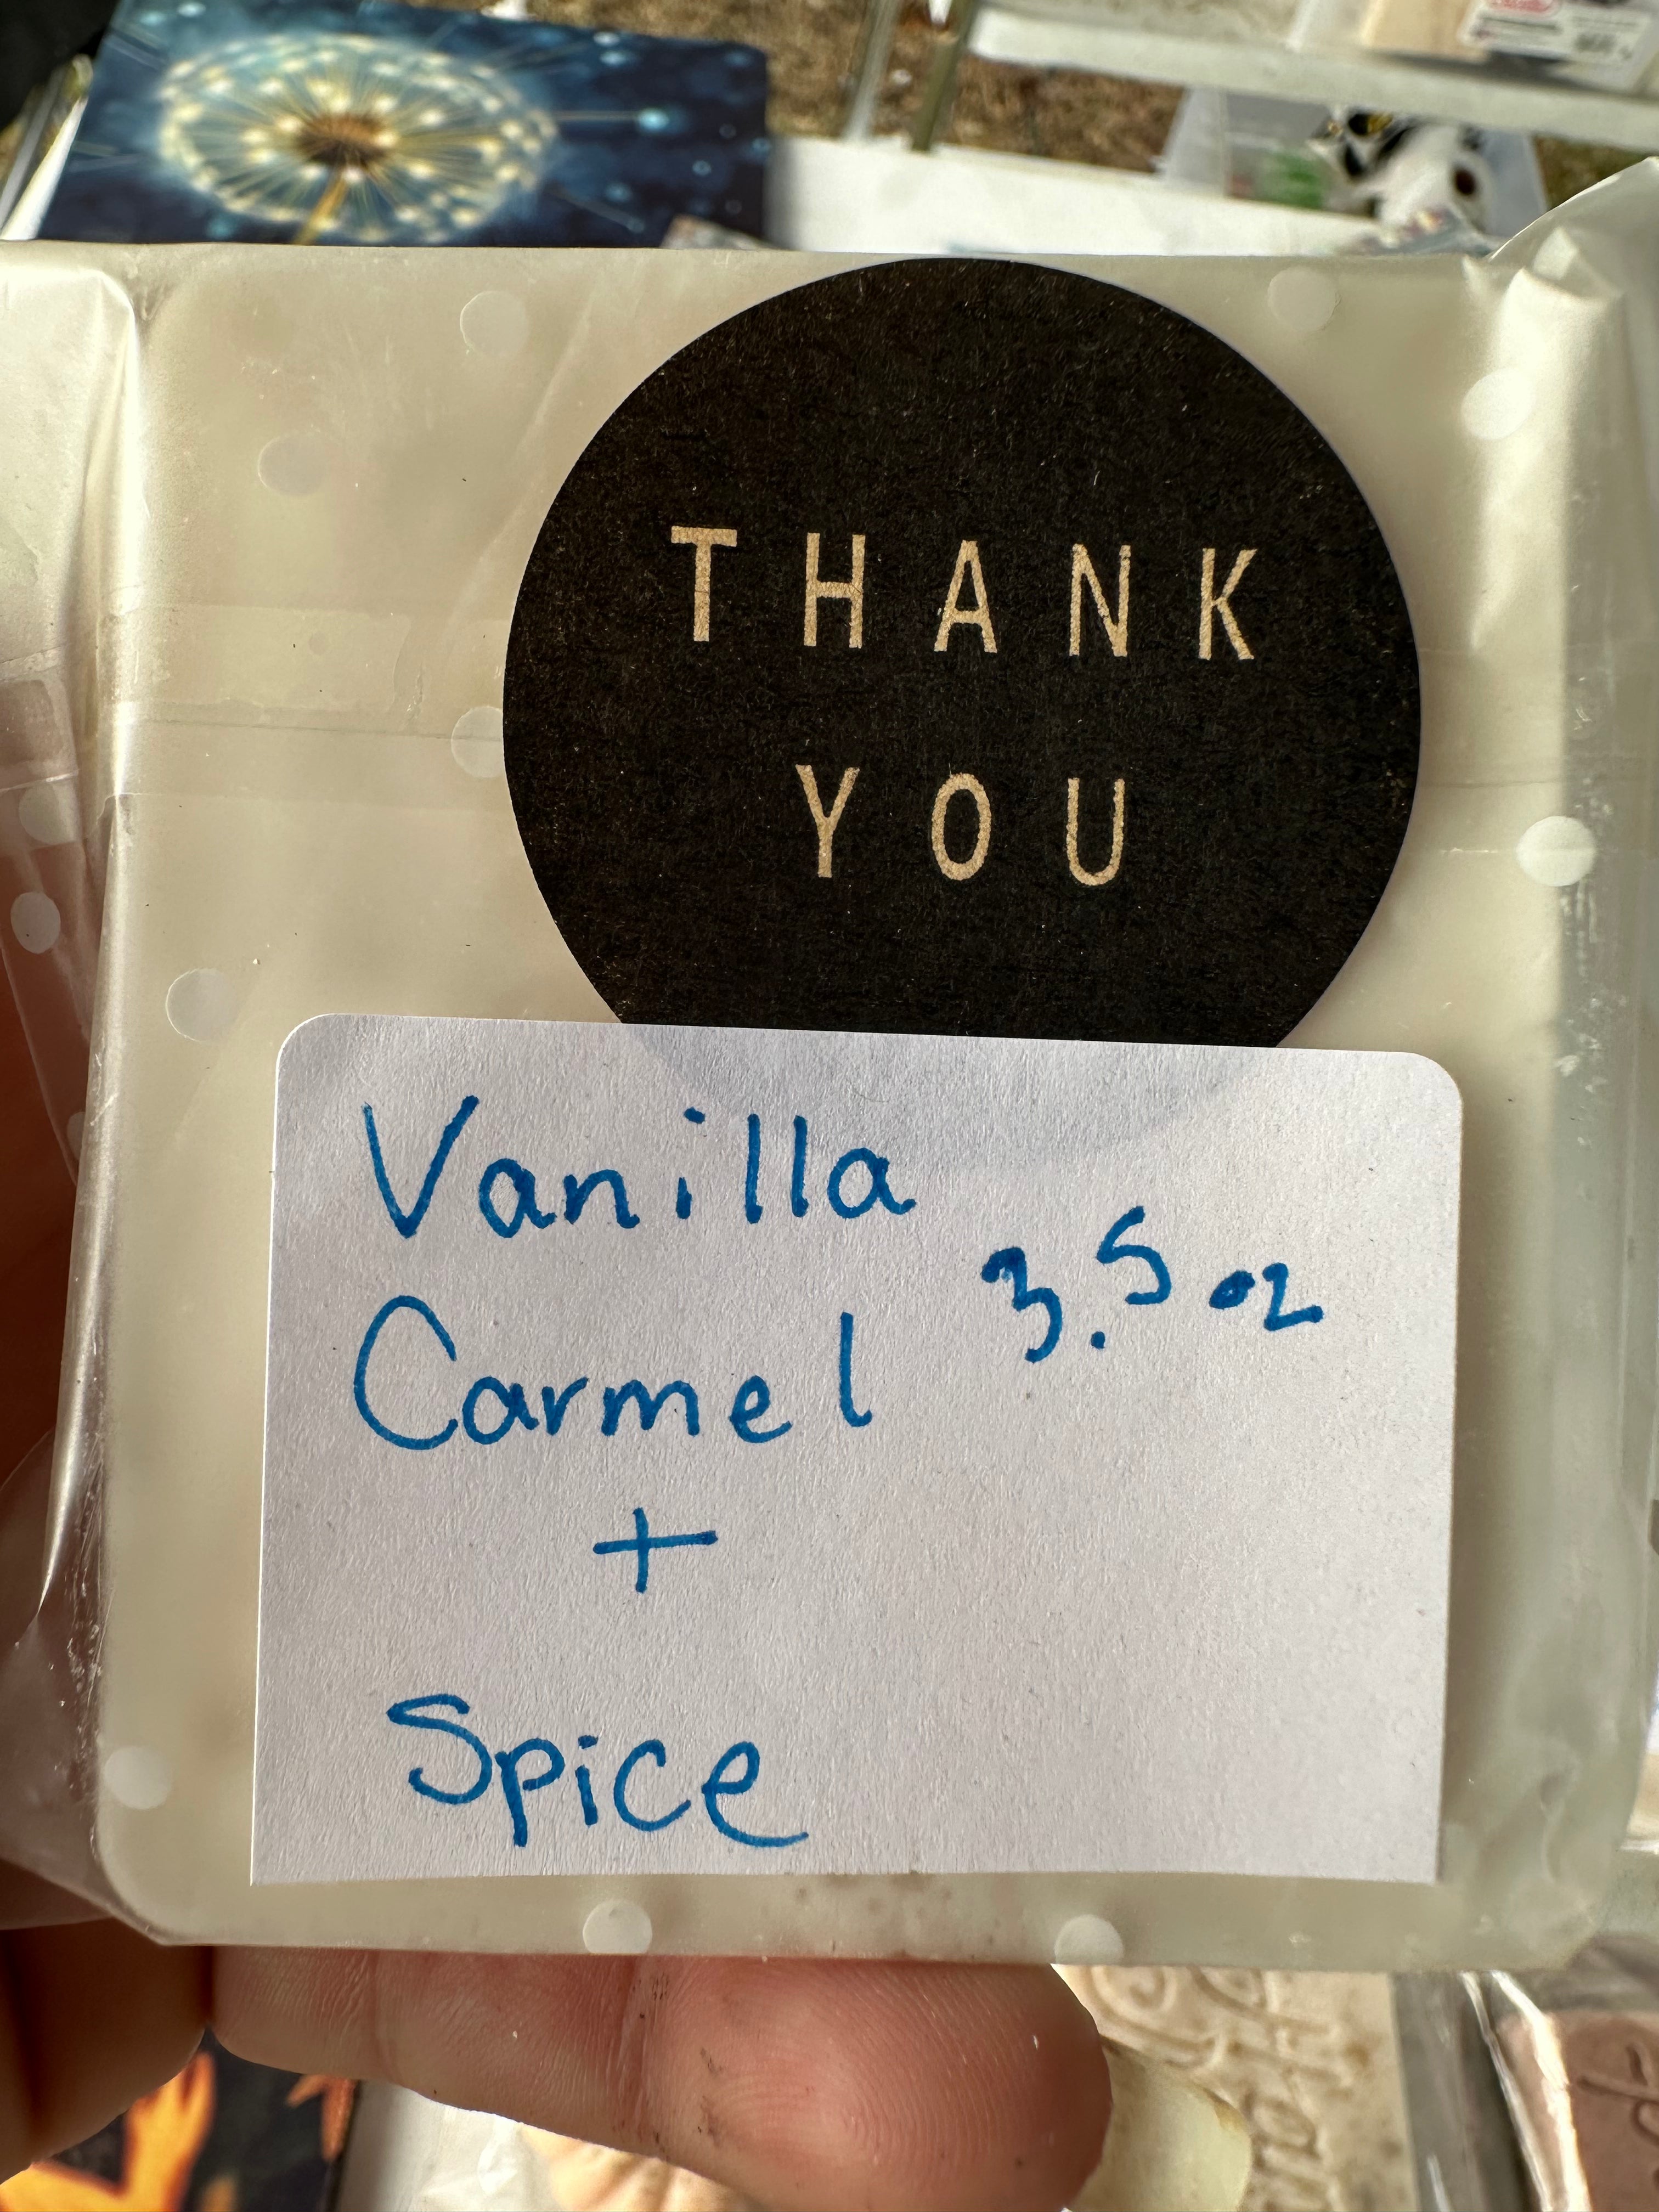 THANK
YOU
Vanilla
3.5 oz
Carmel
+
Spice